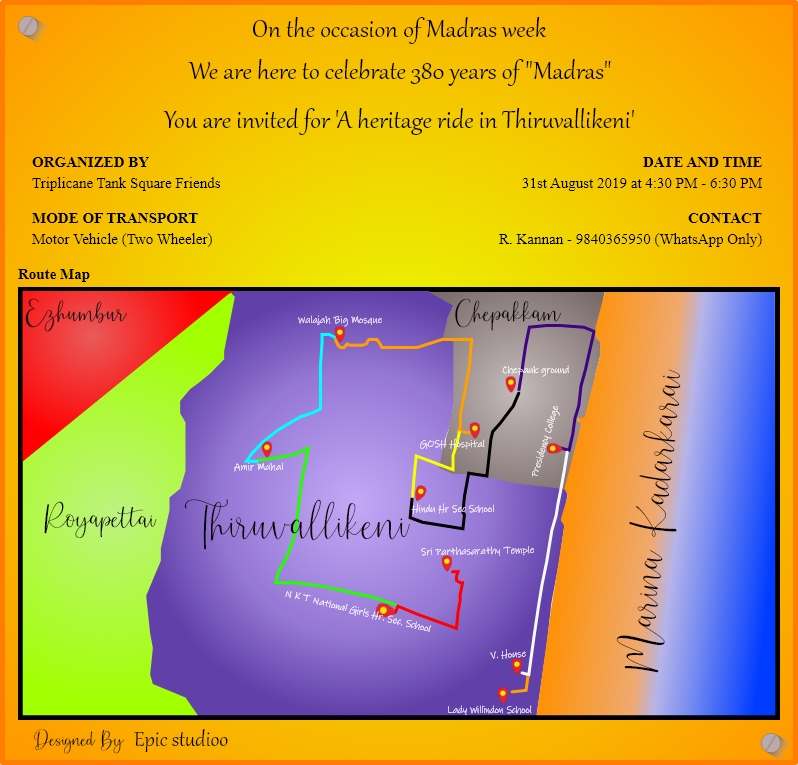 On the occasion of Madras week
We are here to celebrate 380 years of "Madras"
You are invited for 'A heritage ride in Thiruvallikeni'
ORGANIZED BY
Triplicane Tank Square Friends
DATE AND TIME
31st August 2019 at 4:30 PM - 6:30 PM
MODE OF TRANSPORT
Motor Vehicle (Two Wheeler)
CONTACT
R. Kannan - 9840365950 (WhatsApp Only)
Route Map
Ezhumbur
Chepakkam
Walajah Big Mosque
Chepauk ground
GOSH Hospital
Presidency College
Amir Mahal
Hindu Hr Sec School
Royapettai
Thiruvallikeni
Marina Kadarkarai
Sri Parthasarathy Temple
N K T National Girls Hr. Sec. School
V. House
Lady Willindon School
Designed By Epic studioo